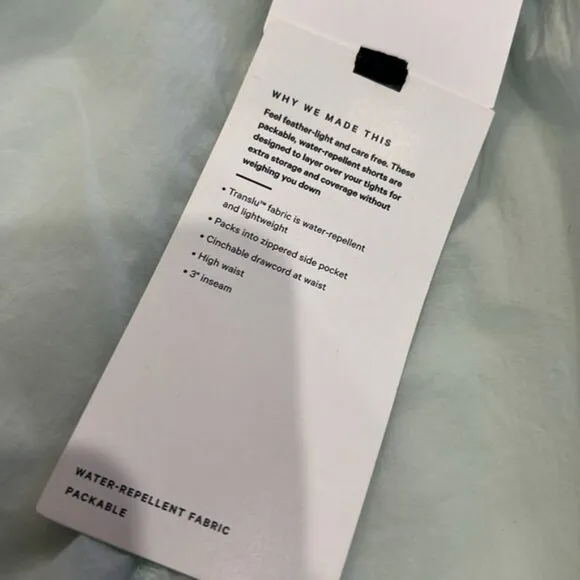 WHY WE MADE THIS
Feel feather-light and care free. These
packable, water-repellent shorts are
designed to layer over your tights for
extra storage and coverage without
weighing you down
• Translu™ fabric is water-repellent
and lightweight
• Packs into zippered side pocket
• Cinchable drawcord at waist
• High waist
• 3" inseam
WATER-REPELLENT FABRIC
PACKABLE